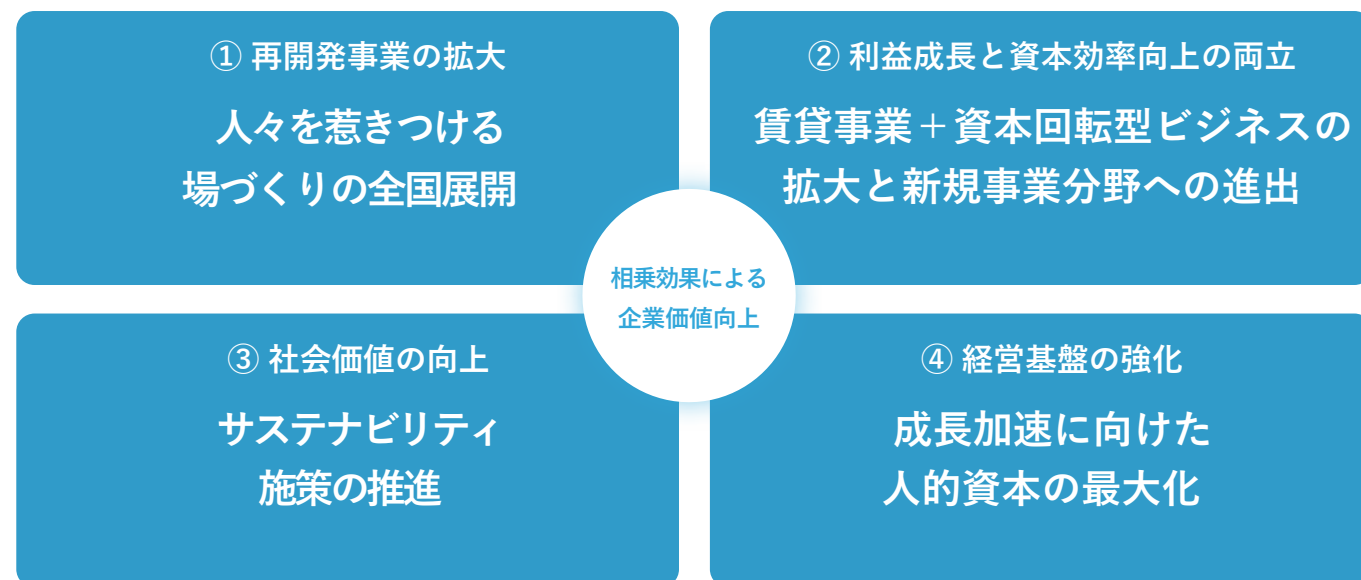 ① 再開発事業の拡大
人々を惹きつける
場づくりの全国展開
② 利益成長と資本効率向上の両立
賃貸事業＋資本回転型ビジネスの
拡大と新規事業分野への進出
相乗効果による
企業価値向上
③ 社会価値の向上
サステナビリティ
施策の推進
④ 経営基盤の強化
成長加速に向けた
人的資本の最大化